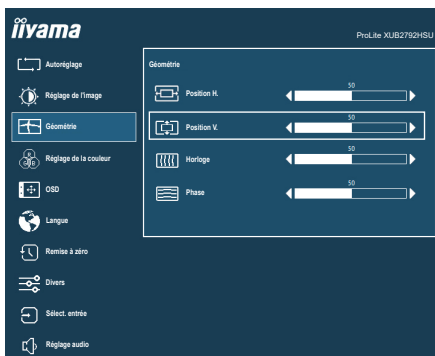 iiyama
ProLite XUB2792HSU
Autoréglage
Réglage de l'image
Géométrie
Réglage de la couleur
R
G B
OSD
Langue
Remise à zéro
Divers
Sélect. entrée
Réglage audio
Géométrie
Position H.
50
Position V.
50
Horloge
50
Phase
50